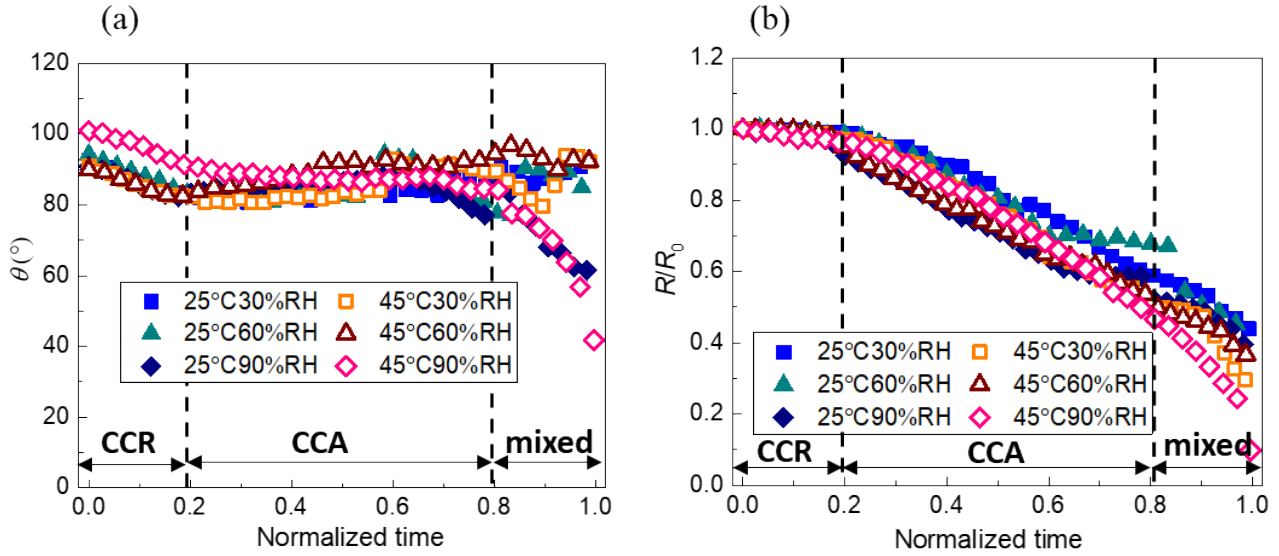 (a)
θ(°)
120
100
80
60
40
20
0
25°C30%RH 45°C30%RH
25°C60%RH 45°C60%RH
25°C90%RH 45°C90%RH
CCR CCA mixed
0.0 0.2 0.4 0.6 0.8 1.0
Normalized time
(b)
R/R0
1.2
1.0
0.8
0.6
0.4
0.2
0.0
25°C30%RH 45°C30%RH
25°C60%RH 45°C60%RH
25°C90%RH 45°C90%RH
CCR CCA mixed
0.0 0.2 0.4 0.6 0.8 1.0
Normalized time